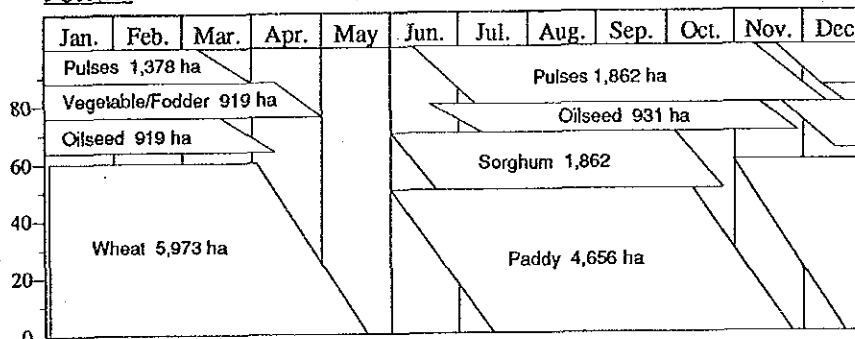 Jan. Feb. Mar. Apr. May Jun. Jul. Aug. Sep. Oct. Nov. Dec
Pulses 1,378 ha
Pulses 1,862 ha
80
Vegetable/Fodder 919 ha
Oilseed 931 ha
Oilseed 919 ha
60
Sorghum 1,862
40
Wheat 5,973 ha
Paddy 4,656 ha
20
0